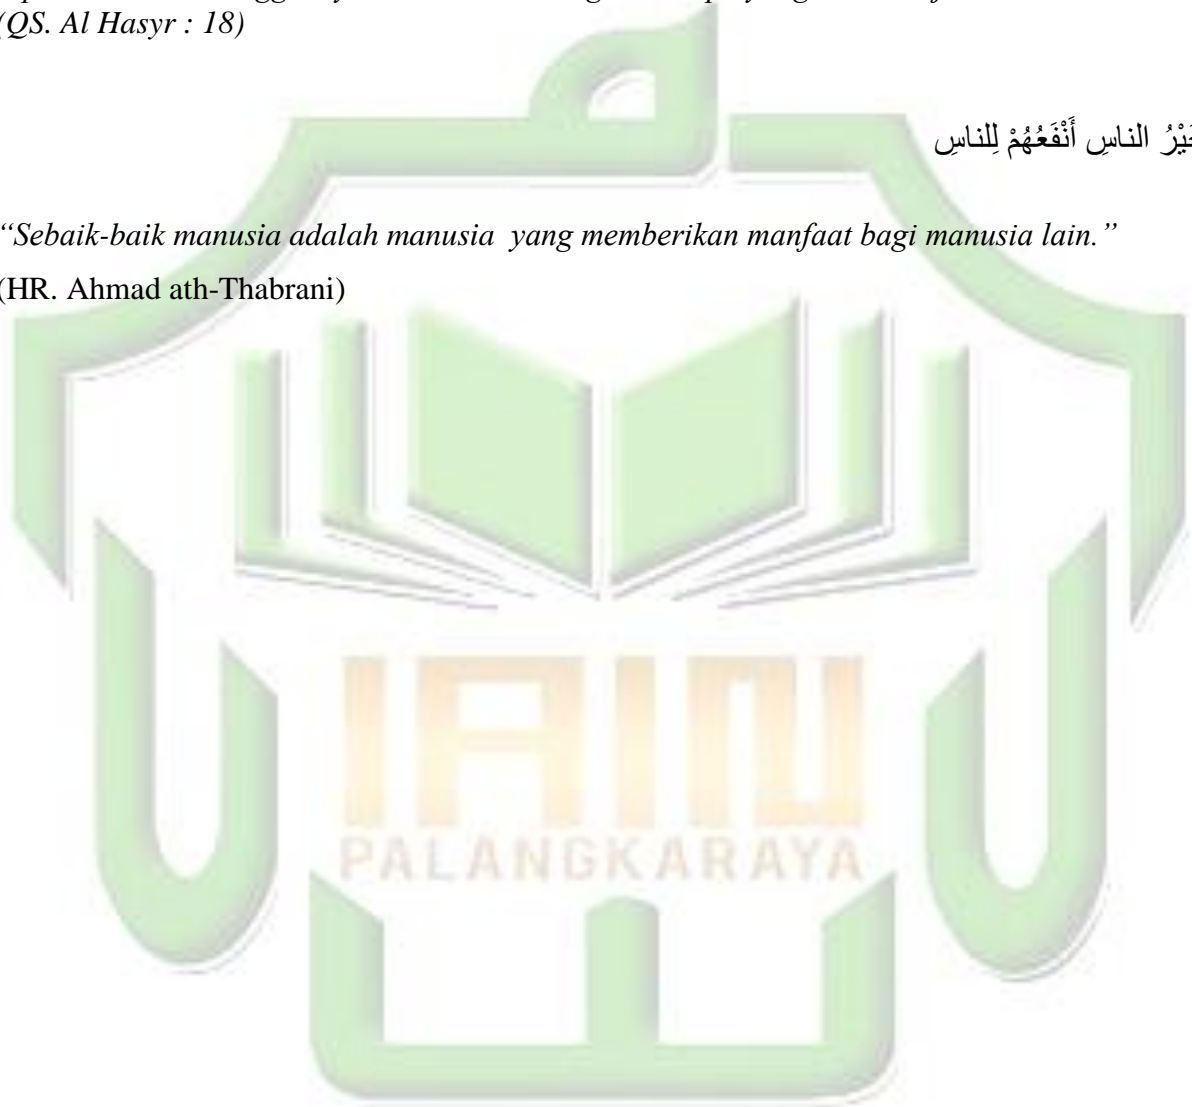 (QS. Al Hasyr : 18)
خَيْرُ الناسِ أَنْفَعُهُمْ لِلناسِ
“Sebaik-baik manusia adalah manusia yang memberikan manfaat bagi manusia lain.”
(HR. Ahmad ath-Thabrani)
IAIN
PALANGKARAYA